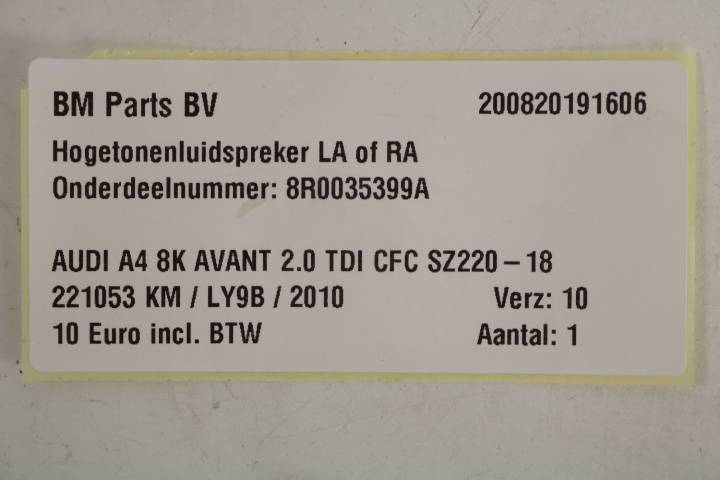 BM Parts BV 200820191606
Hogetonenluidspreker LA of RA
Onderdeelnummer: 8R0035399A
AUDI A4 8K AVANT 2.0 TDI CFC SZ220 – 18
221053 KM / LY9B / 2010 Verz: 10
10 Euro incl. BTW Aantal: 1